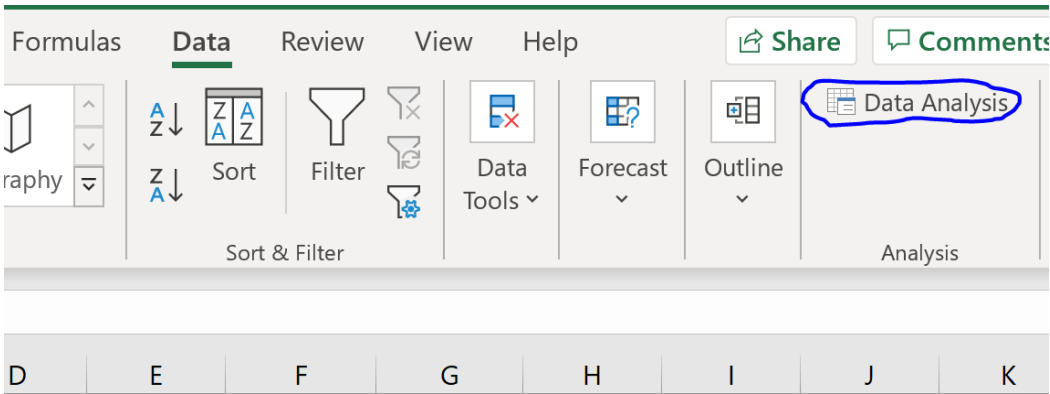 Formulas Data Review View Help Share Comments
Data Analysis
Z A
A Z
A
Z
Sort Filter Data Forecast Outline
raphy Z
A Tools
Sort & Filter Analysis
D E F G H I J K